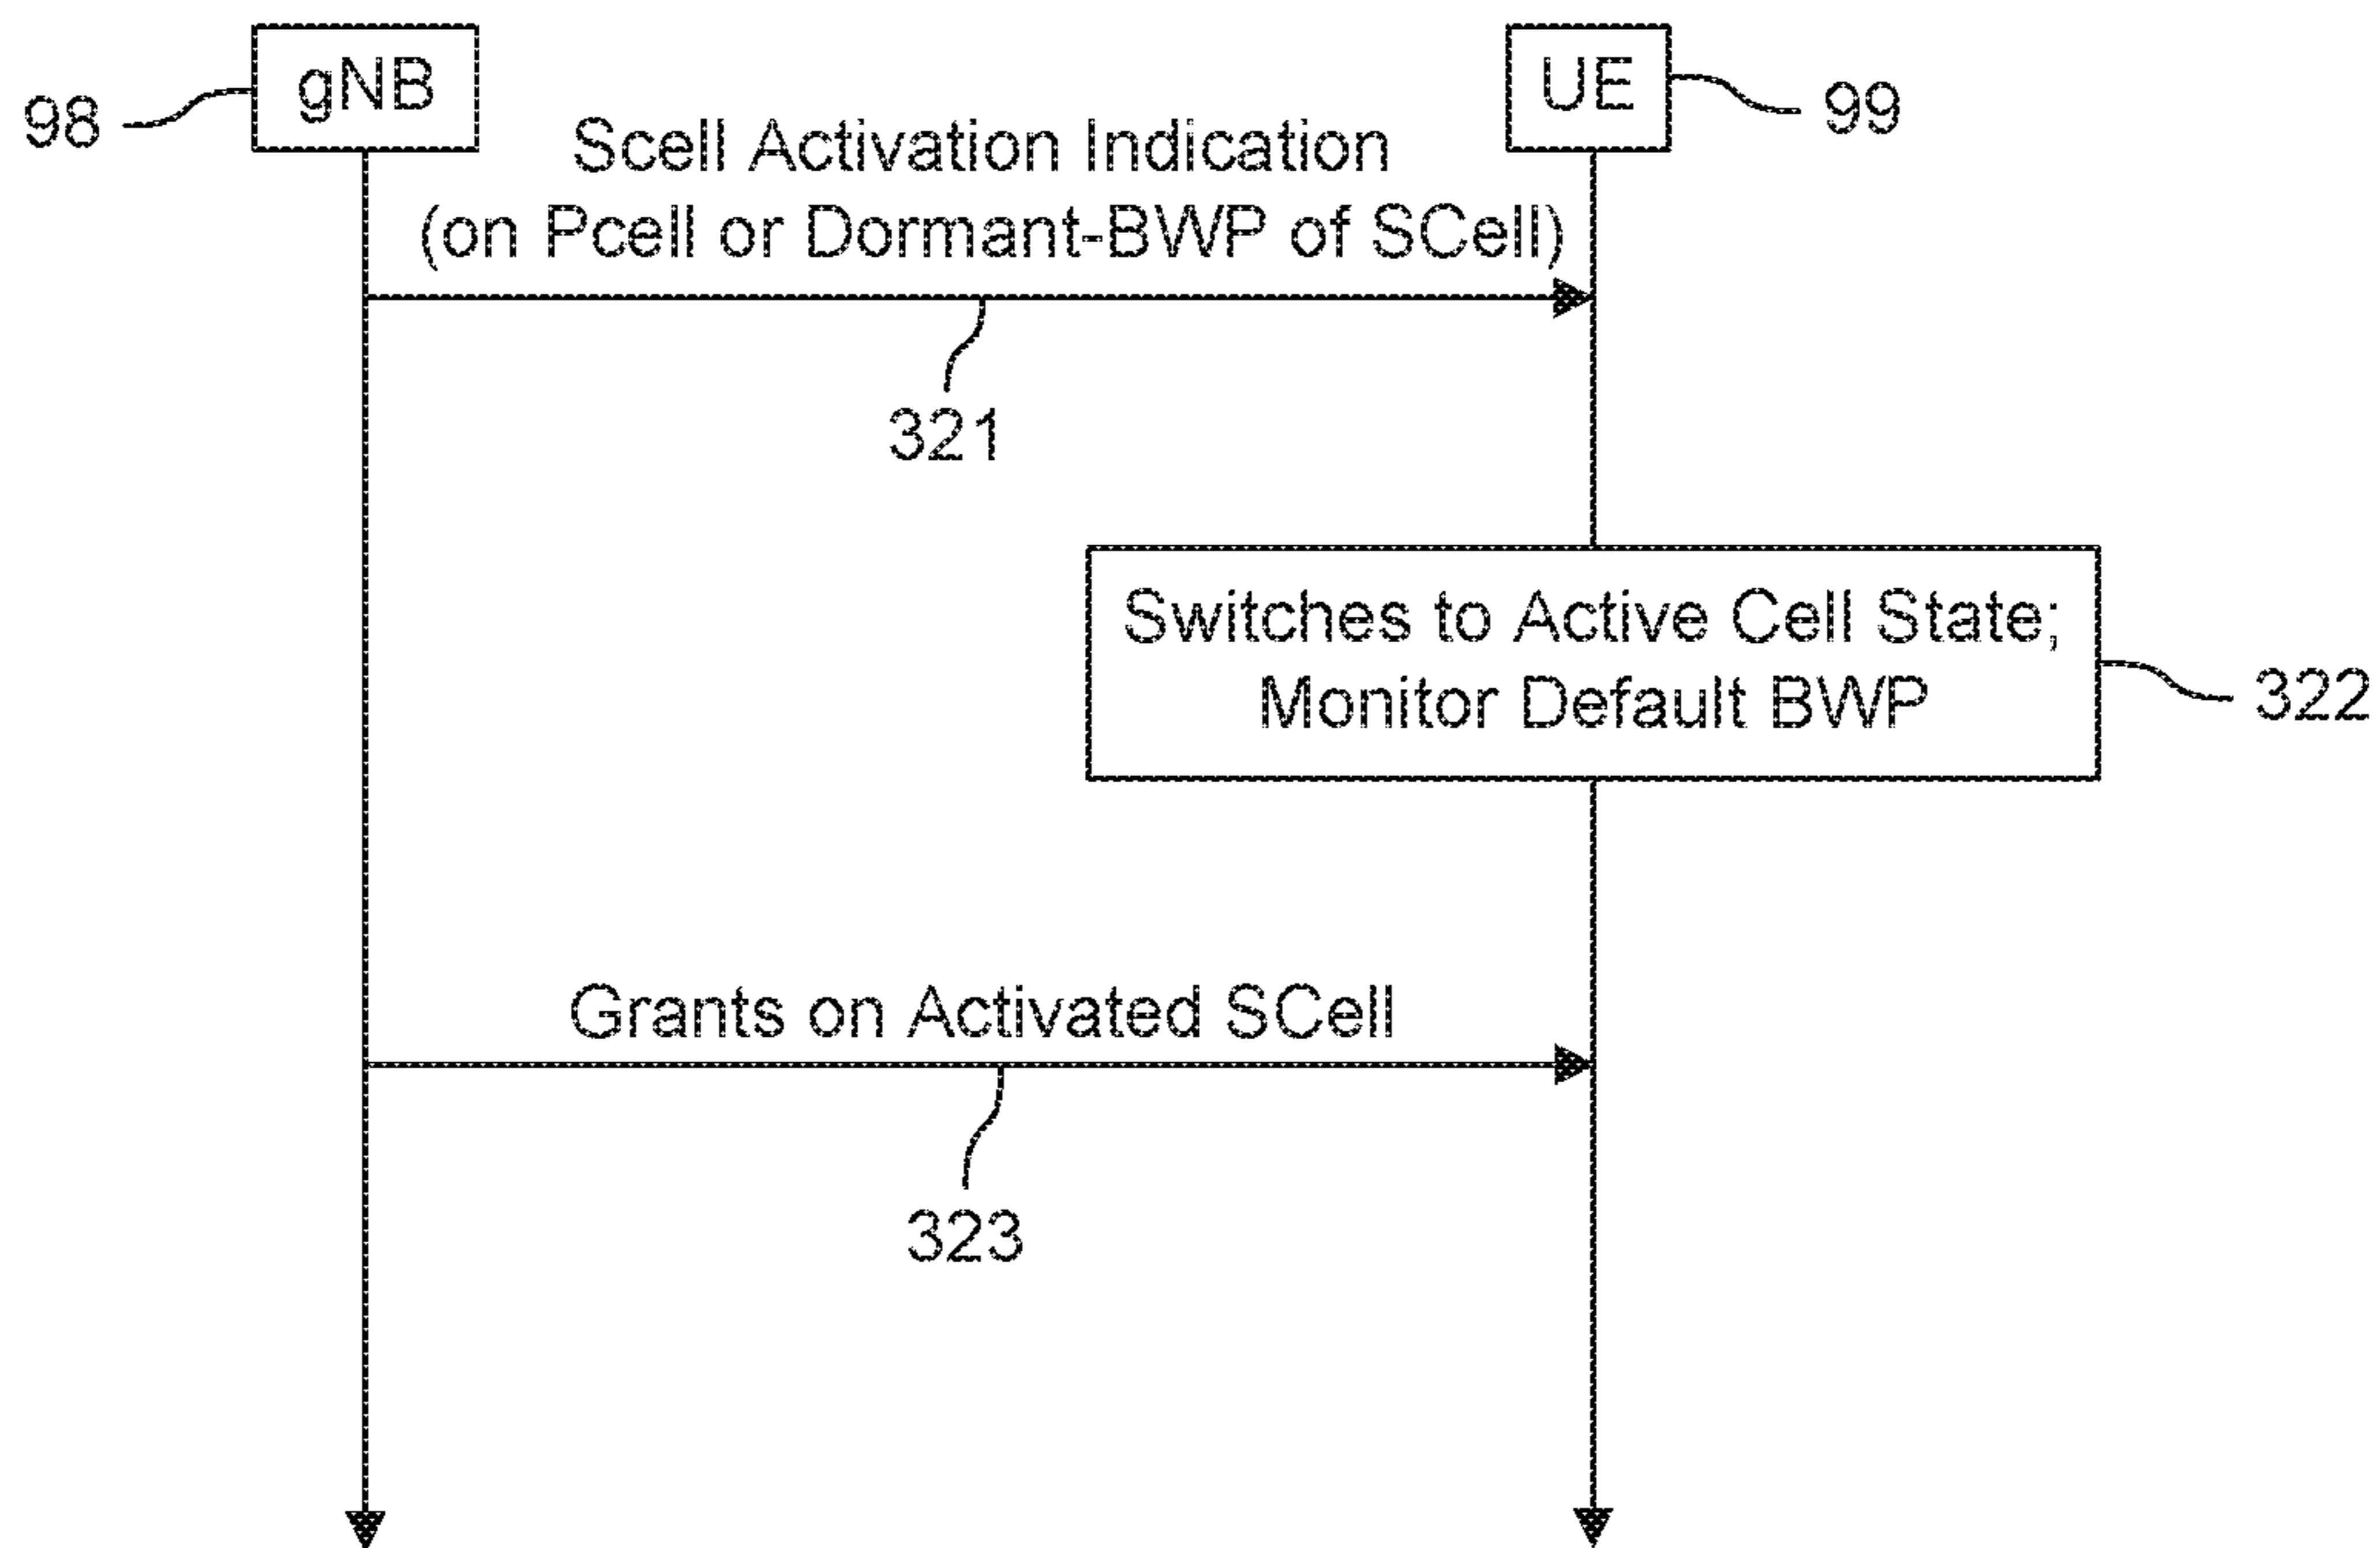 gNB
UE
98
99
Scell Activation Indication
(on Pcell or Dormant-BWP of SCell)
321
Switches to Active Cell State;
Monitor Default BWP
322
Grants on Activated SCell
323